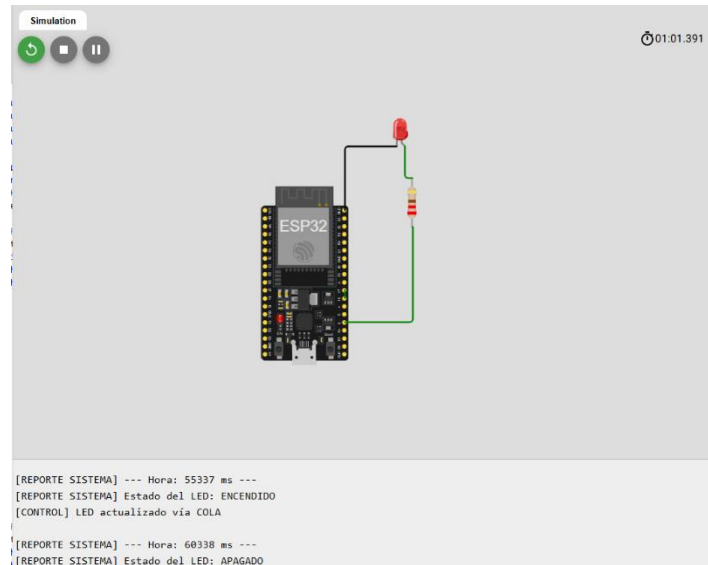 Simulation
01:01.391
ESP32
[REPORTE SISTEMA] --- Hora: 55337 ms ---
[REPORTE SISTEMA] Estado del LED: ENCENDIDO
[CONTROL] LED actualizado vía COLA
[REPORTE SISTEMA] --- Hora: 60338 ms ---
[REPORTE SISTEMA] Estado del LED: APAGADO